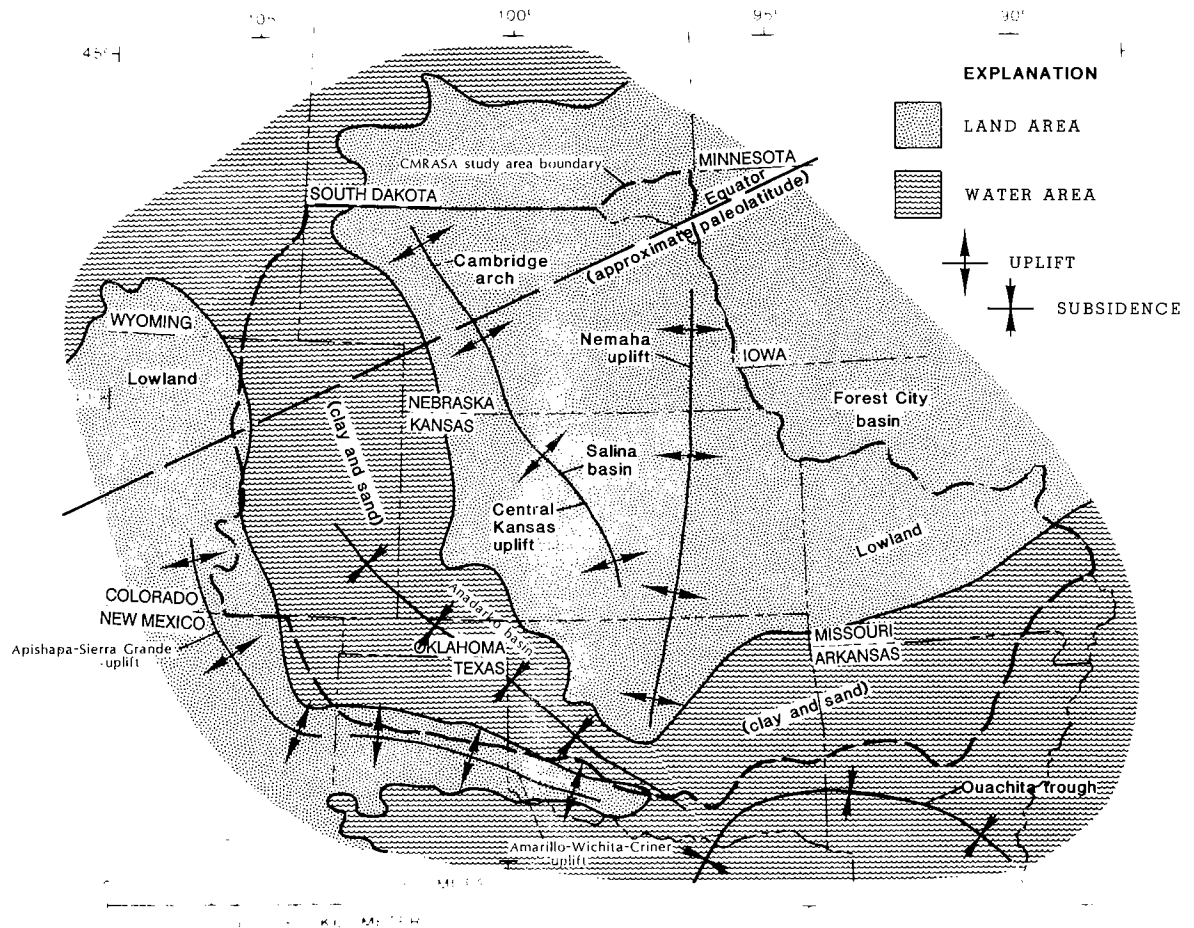 100°
95°
90°
45°
EXPLANATION
LAND AREA
WATER AREA
UPLIFT
SUBSIDENCE
CMRASA study area boundary
MINNESOTA
SOUTH DAKOTA
Equator
(approximate paleolatitude)
Cambridge
arch
WYOMING
Nemaha
uplift
IOWA
Lowland
Forest City
basin
NEBRASKA
KANSAS
(clay and sand)
Salina
basin
Central
Kansas
uplift
Lowland
COLORADO
NEW MEXICO
Anadarko basin
Apishapa-Sierra Grande
uplift
OKLAHOMA
TEXAS
MISSOURI
ARKANSAS
(clay and sand)
Ouachita trough
Amarillo-Wichita-Criner
uplift